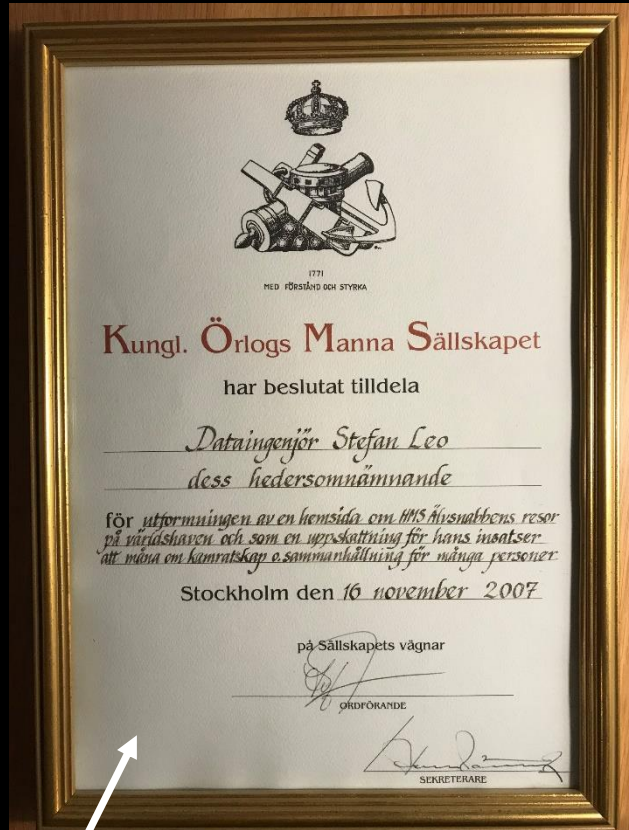 1771
MED FÖRSTÅND OCH STYRKA
Kungl. Örlogs Manna Sällskapet
har beslutat tilldela
Dataingenjör Stefan Leo
dess hedersomnämnande
för utformningen av en hemsida om HMS Älvsnabbens resor
på världshaven och som en uppskattning för hans insatser
att måna om kamratskap o. sammanhållning för många personer
Stockholm den 16 november 2007
på Sällskapets vägnar
ORDFÖRANDE
SEKRETERARE